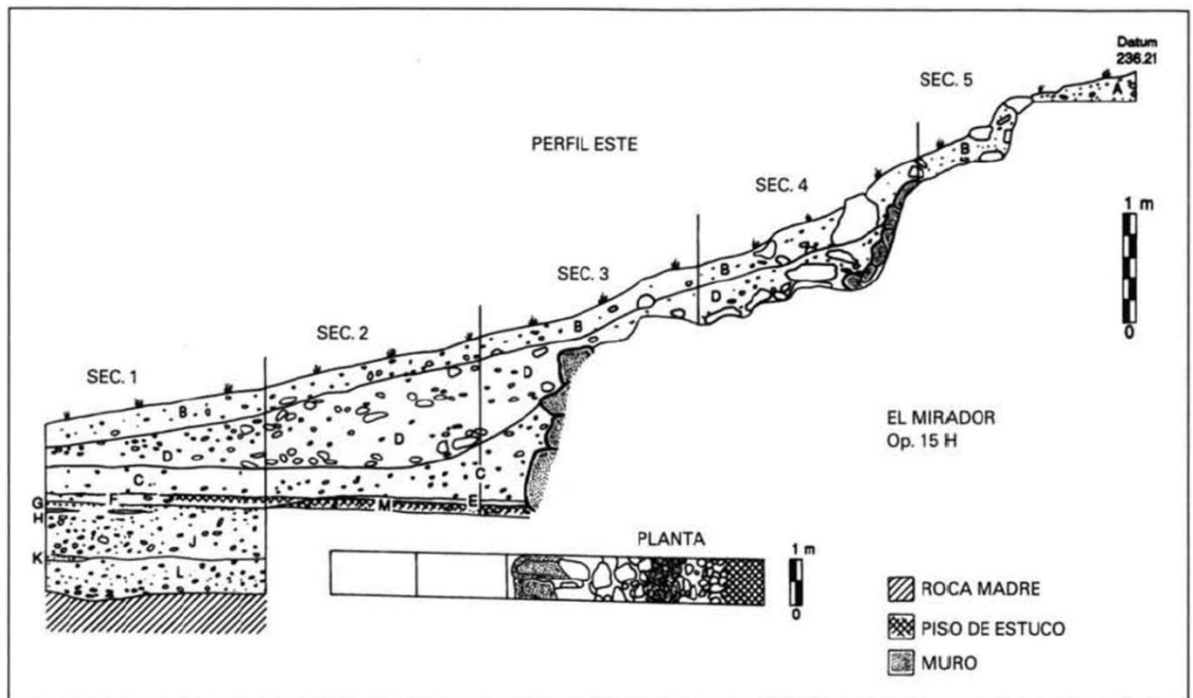 Datum
236.21
SEC. 5
A
PERFIL ESTE
B
SEC. 4
1 m
0
B
SEC. 3
D
B
SEC. 2
SEC. 1
D
B
D
EL MIRADOR
Op. 15 H
D
C
C
G
F
M
E
H
J
PLANTA
K
1 m
L
0
ROCA MADRE
PISO DE ESTUCO
MURO